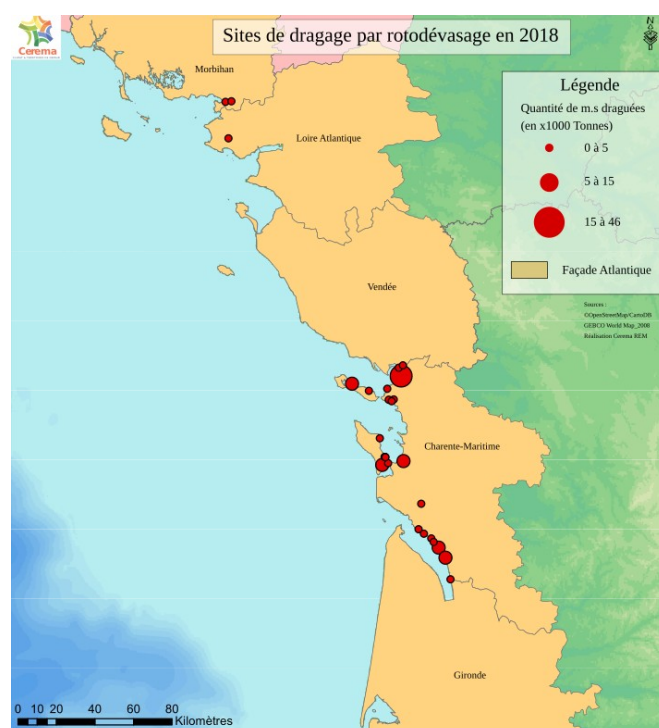 Cerema
Sites de dragage par rotodévasage en 2018
N
Légende
Quantité de m.s draguées
(en x1000 Tonnes)
0 à 5
5 à 15
15 à 46
Façade Atlantique
Sources :
©OpenStreetMap/CartoDB
GEBCO World Map_2008
Réalisation Cerema REM
Morbihan
Loire Atlantique
Vendée
Charente-Maritime
Gironde
0 10 20 40 60 80
Kilomètres